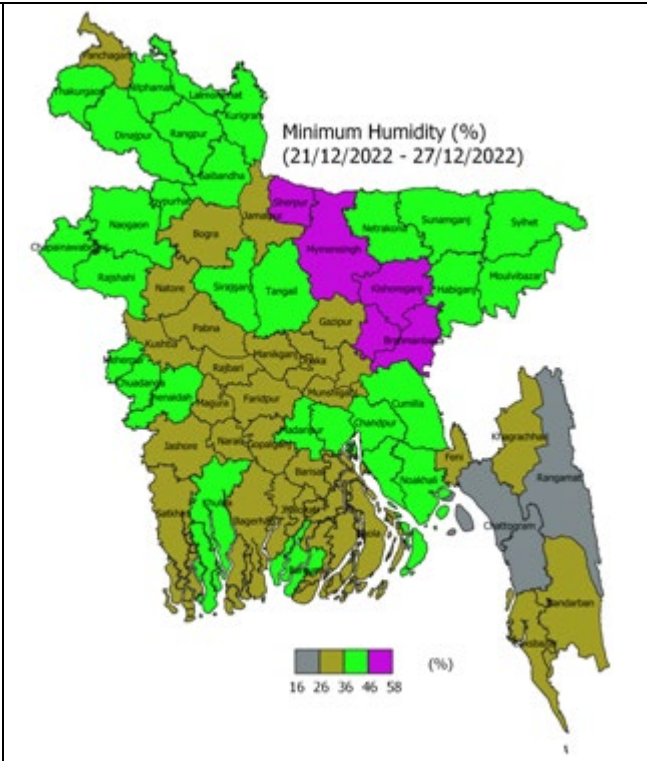 Panchagarh
Thakurgaon
Nilphamari
Lalmonirhat
Kurigram
Dinajpur
Rangpur
Minimum Humidity (%)
(21/12/2022 - 27/12/2022)
Gaibandha
Joypurhat
Sherpur
Jamalpur
Naogaon
Bogra
Mymensingh
Netrakona
Sunamganj
Sylhet
Chapainawabganj
Rajshahi
Natore
Sirajganj
Tangail
Kishoreganj
Habiganj
Moulvibazar
Pabna
Gazipur
Brahmanbaria
Kushtia
Meherpur
Chuadanga
Jhenaidah
Rajbari
Manikganj
Dhaka
Magura
Faridpur
Munshiganj
Cumilla
Madaripur
Chandpur
Jashore
Narail
Gopalganj
Khagrachhari
Feni
Rangamati
Noakhali
Barisal
Satkhira
Khulna
Bagerhat
Jhalokati
Bhola
Chattogram
Bandarban
(%)
16 26 36 46 58